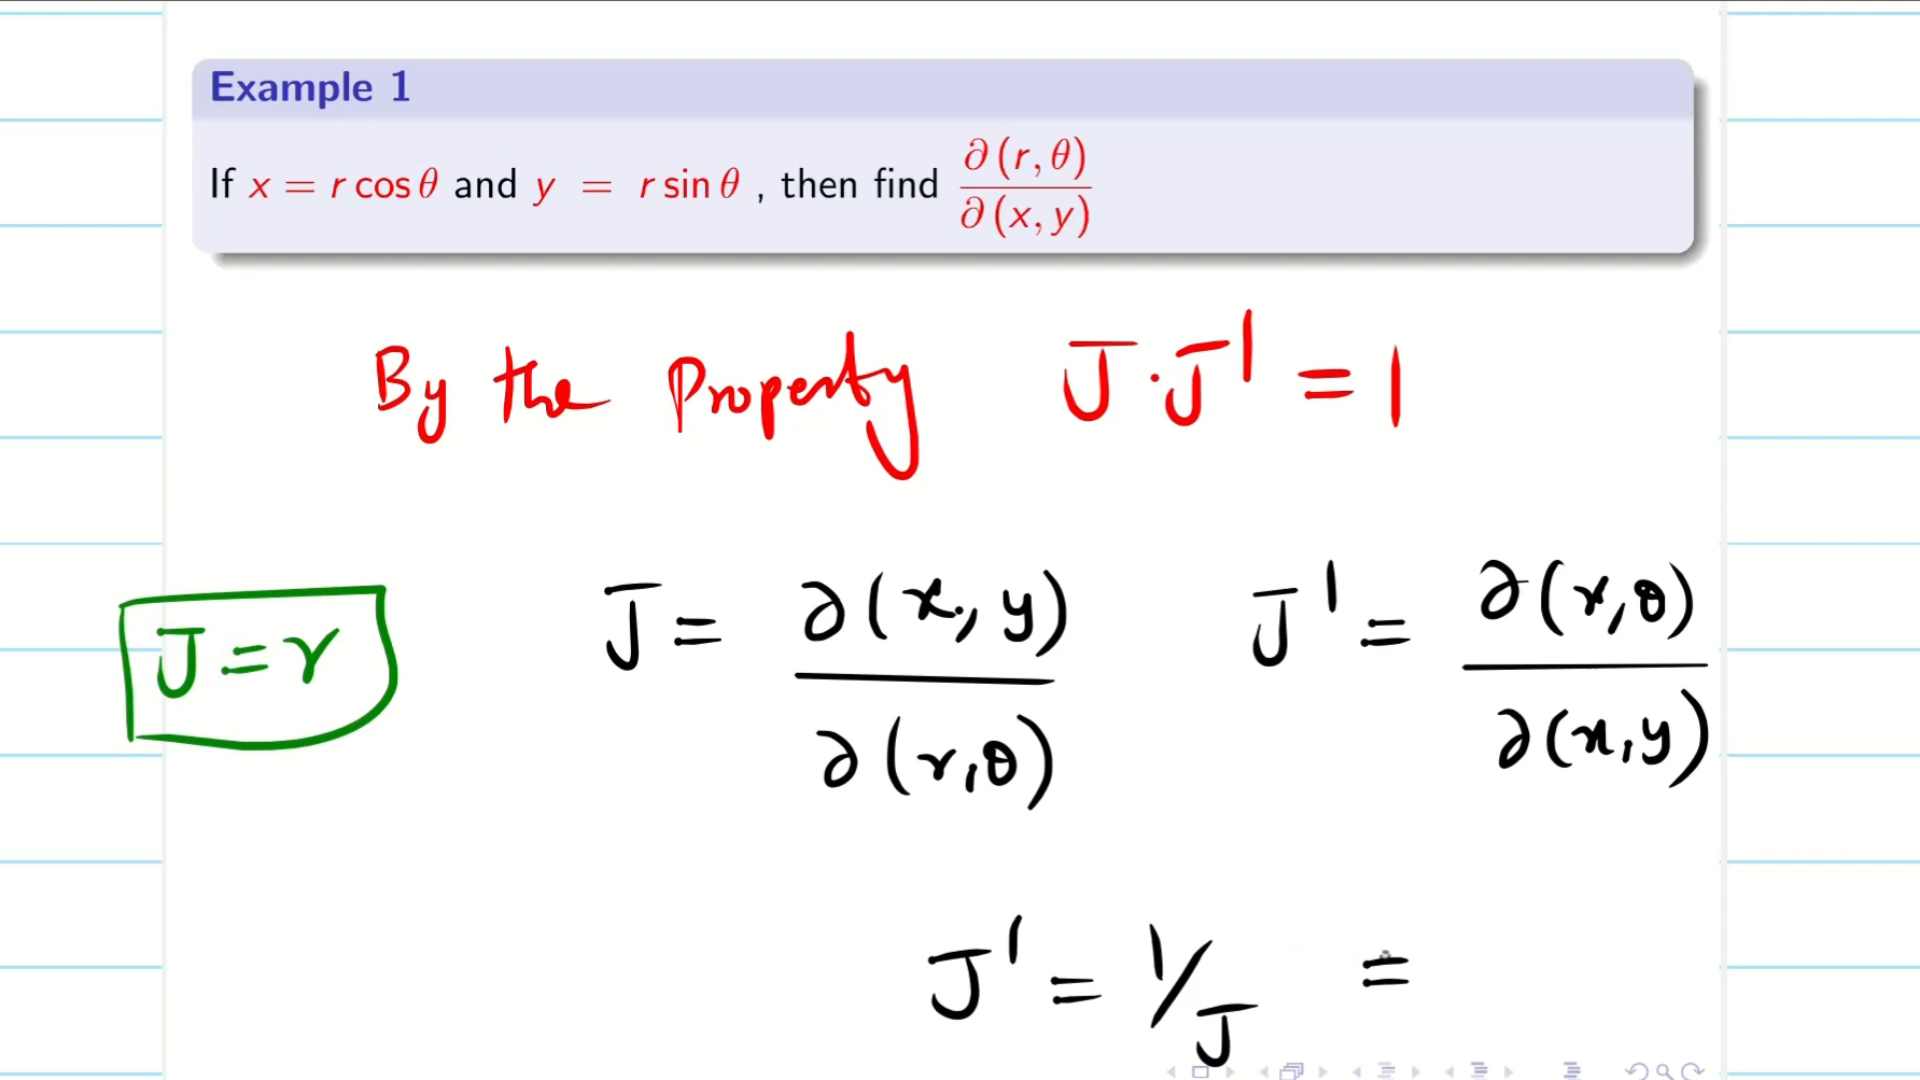 Example 1
If x = r cos θ and y = r sin θ , then find ∂(r, θ)/∂(x, y)
By the Property J · J' = 1
J = r
J = ∂(x, y)/∂(r, θ)
J' = ∂(r, θ)/∂(x, y)
J' = 1/J =